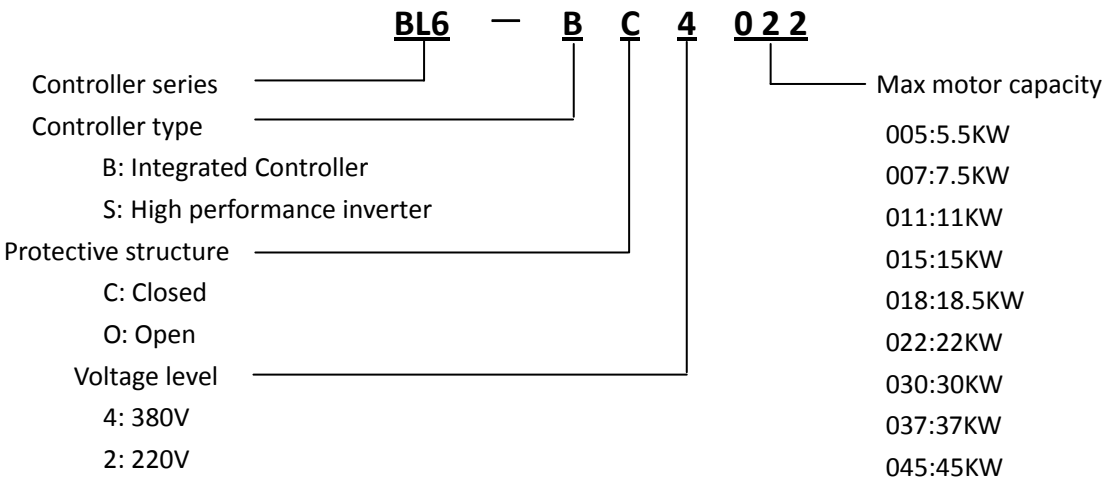 BL6 — B C 4 0 2 2
Controller series
Controller type
B: Integrated Controller
S: High performance inverter
Protective structure
C: Closed
O: Open
Voltage level
4: 380V
2: 220V
Max motor capacity
005:5.5KW
007:7.5KW
011:11KW
015:15KW
018:18.5KW
022:22KW
030:30KW
037:37KW
045:45KW